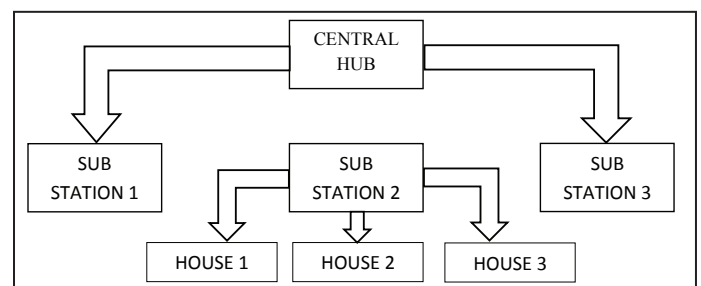 CENTRAL
HUB
SUB
STATION 1
SUB
STATION 2
SUB
STATION 3
HOUSE 1
HOUSE 2
HOUSE 3